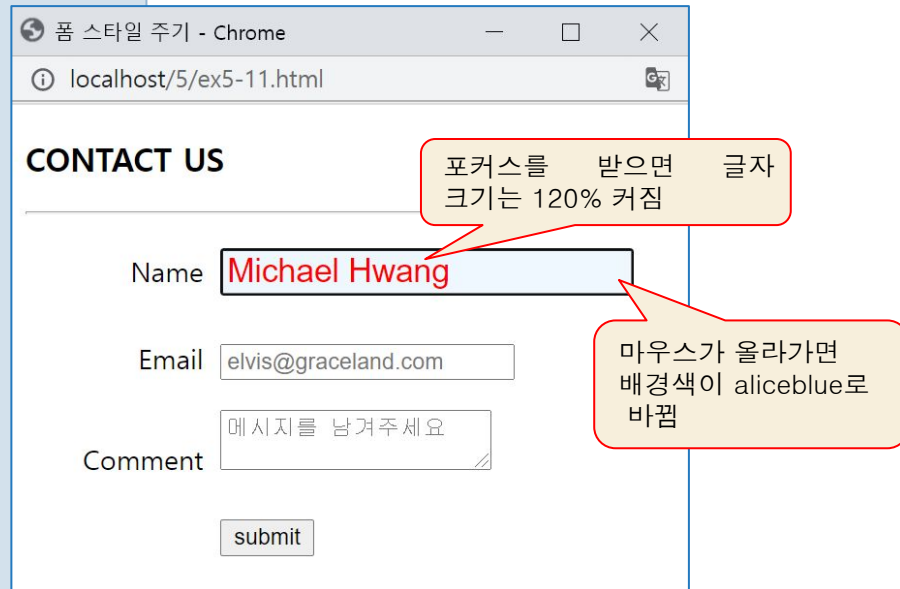 폼 스타일 주기 - Chrome
localhost/5/ex5-11.html
CONTACT US
포커스를 받으면 글자
크기는 120% 커짐
Name Michael Hwang
마우스가 올라가면
배경색이 aliceblue로
바뀜
Email elvis@graceland.com
메시지를 남겨주세요
Comment
submit